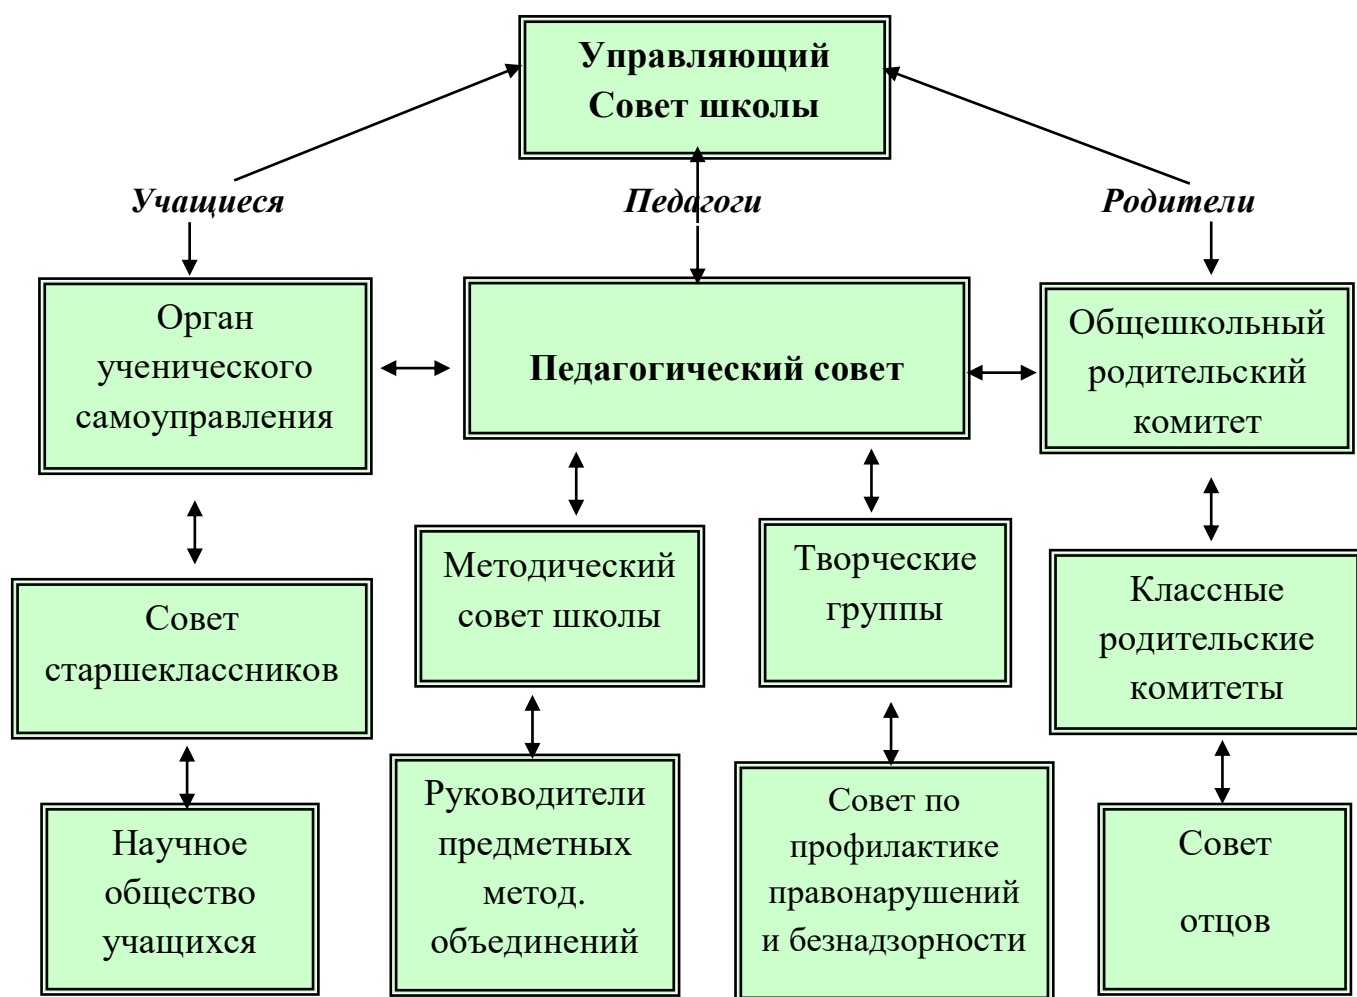 Управляющий
Совет школы
Учащиеся
Педагоги
Родители
Орган
ученического
самоуправления
Педагогический совет
Общешкольный
родительский
комитет
Методический
совет школы
Творческие
группы
Классные
родительские
комитеты
Совет
старшеклассников
Научное
общество
учащихся
Руководители
предметных
метод.
объединений
Совет по
профилактике
правонарушений
и безнадзорности
Совет
отцов